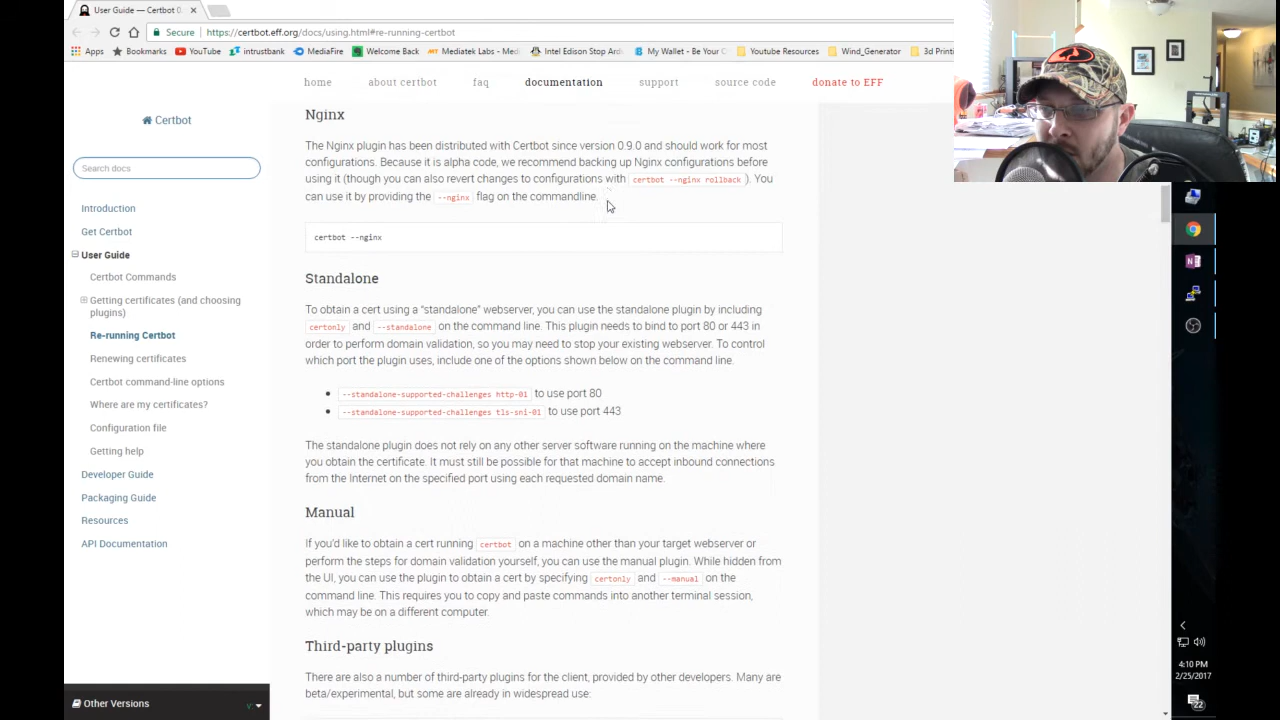 User Guide — Certbot 0.
Secure
https://certbot.eff.org/docs/using.html#re-running-certbot
Apps
Bookmarks
YouTube
intrustbank
MediaFire
Welcome Back
Mediatek Labs - Me
Intel Edison Stop Ar
My Wallet - Be Your O
Youtube Resources
Wind_Generator
3d Printi
home
about certbot
faq
documentation
support
source code
donate to EFF
Certbot
Search docs
Introduction
Get Certbot
User Guide
Certbot Commands
Getting certificates (and choosing
plugins)
Re-running Certbot
Renewing certificates
Certbot command-line options
Where are my certificates?
Configuration file
Getting help
Developer Guide
Packaging Guide
Resources
API Documentation
Other Versions
Nginx
The Nginx plugin has been distributed with Certbot since version 0.9.0 and should work for most
configurations. Because it is alpha code, we recommend backing up Nginx configurations before
using it (though you can also revert changes to configurations with certbot --nginx rollback ). You
can use it by providing the --nginx flag on the commandline.
certbot --nginx
Standalone
To obtain a cert using a “standalone” webserver, you can use the standalone plugin by including
certonly and --standalone on the command line. This plugin needs to bind to port 80 or 443 in
order to perform domain validation, so you may need to stop your existing webserver. To control
which port the plugin uses, include one of the options shown below on the command line.
--standalone-supported-challenges http-01 to use port 80
--standalone-supported-challenges tls-sni-01 to use port 443
The standalone plugin does not rely on any other server software running on the machine where
you obtain the certificate. It must still be possible for that machine to accept inbound connections
from the Internet on the specified port using each requested domain name.
Manual
If you’d like to obtain a cert running certbot on a machine other than your target webserver or
perform the steps for domain validation yourself, you can use the manual plugin. While hidden from
the UI, you can use the plugin to obtain a cert by specifying certonly and --manual on the
command line. This requires you to copy and paste commands into another terminal session,
which may be on a different computer.
Third-party plugins
There are also a number of third-party plugins for the client, provided by other developers. Many are
beta/experimental, but some are already in widespread use:
4:10 PM
2/25/2017
22